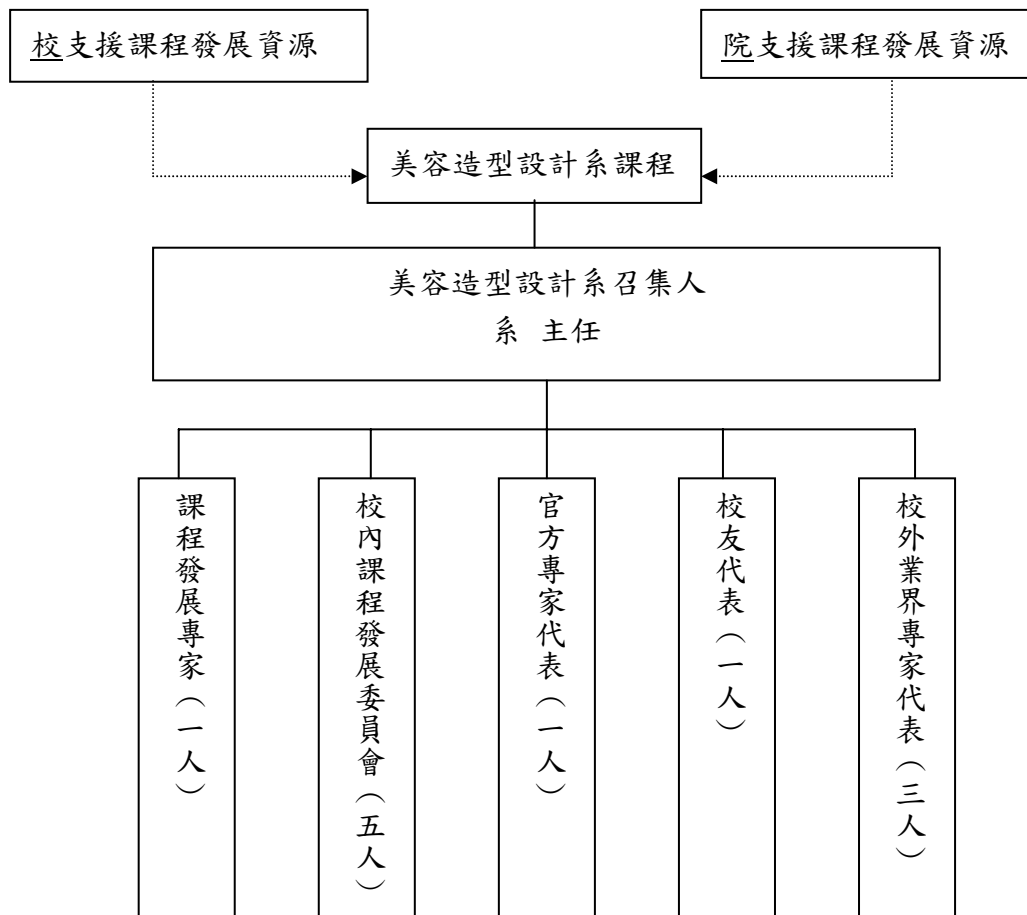 校支援課程發展資源
院支援課程發展資源
美容造型設計系課程
美容造型設計系召集人
系 主任
課程發展專家（一人）
校內課程發展委員會（五人）
官方專家代表（一人）
校友代表（一人）
校外業界專家代表（三人）